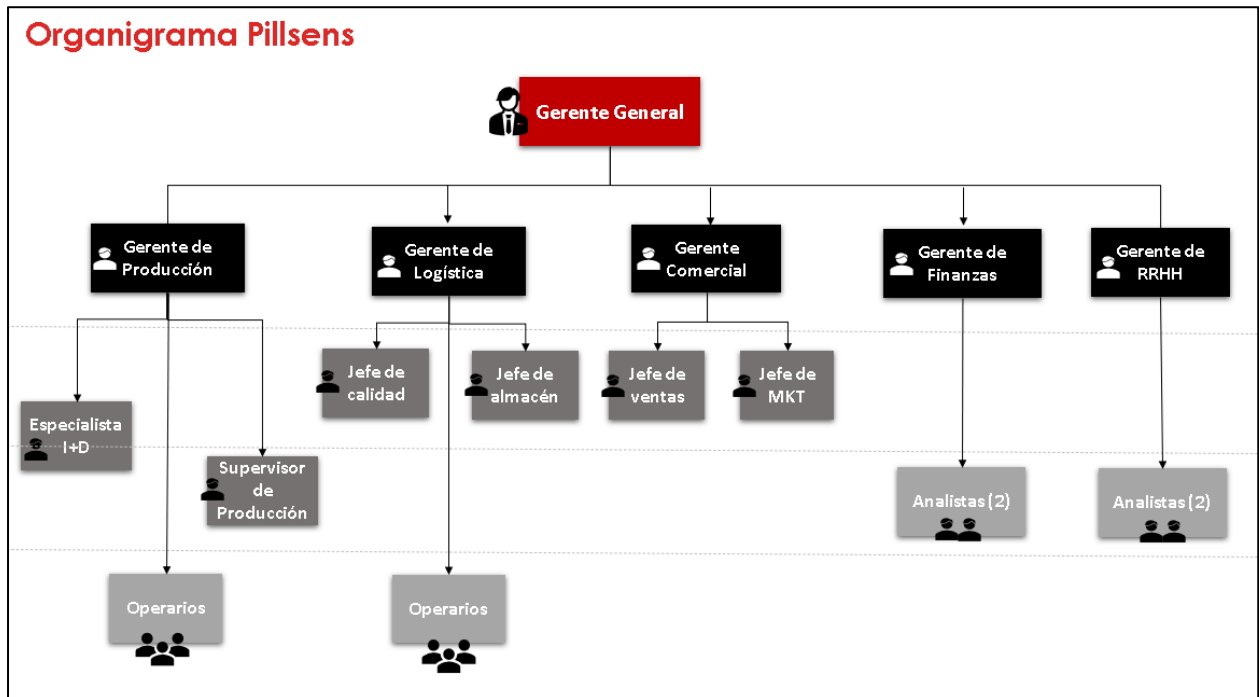 Organigrama Pillsens
Gerente General
Gerente de
Producción
Gerente de
Logística
Gerente
Comercial
Gerente de
Finanzas
Gerente de
RRHH
Jefe de
calidad
Jefe de
almacén
Jefe de
ventas
Jefe de
MKT
Especialista
I+D
Supervisor
de
Producción
Analistas (2)
Analistas (2)
Operarios
Operarios